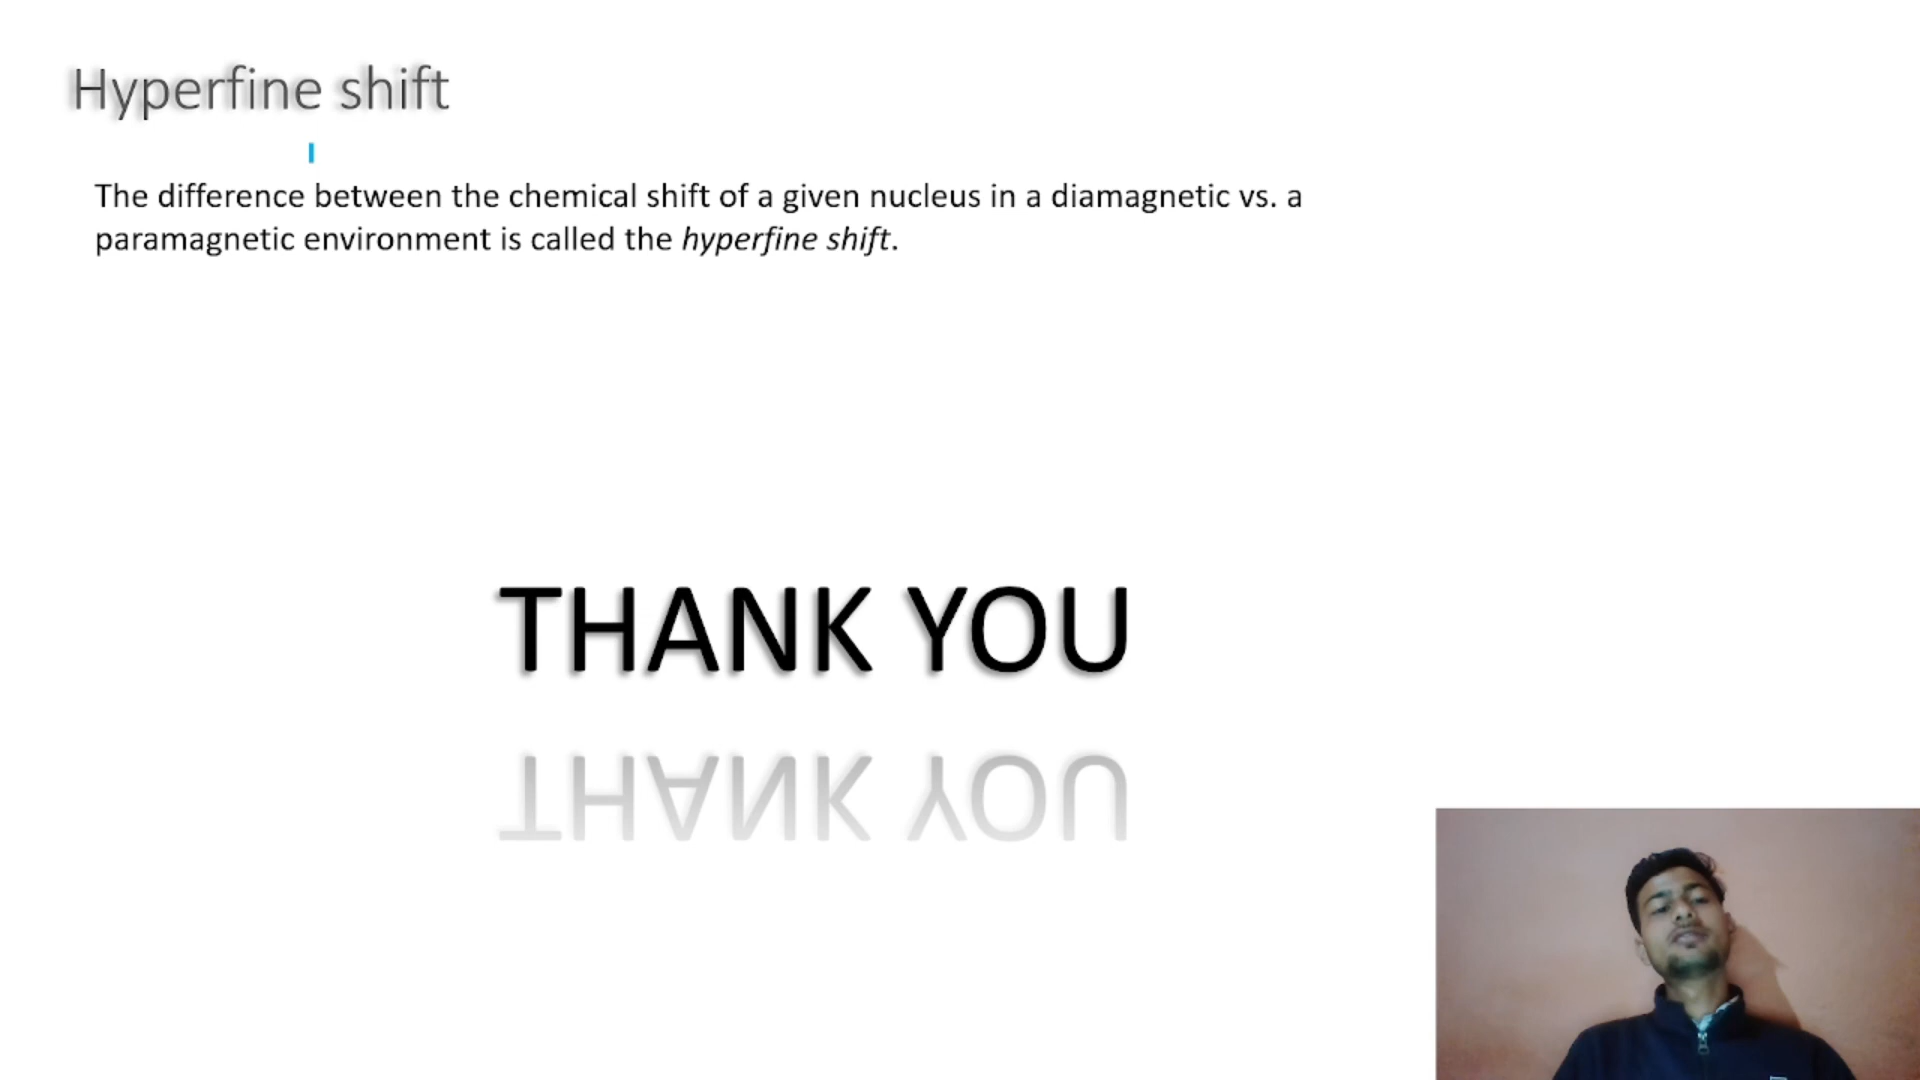 Hyperfine shift
The difference between the chemical shift of a given nucleus in a diamagnetic vs. a
paramagnetic environment is called the hyperfine shift.
THANK YOU